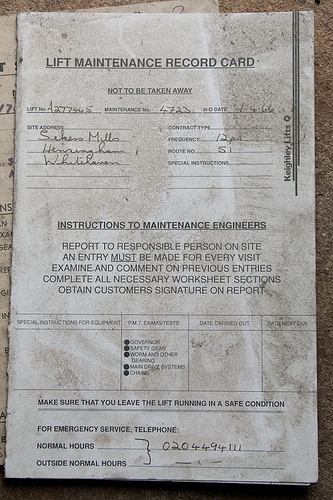 LIFT MAINTENANCE RECORD CARD
NOT TO BE TAKEN AWAY
LIFT No. A277445 MAINTENANCE No. 4723 H-O DATE 7-4-66
SITE ADDRESS
Sekers Mills
Hensingham
Whitehaven
CONTRACT TYPE
FREQUENCY 12pa
ROUTE NO. 51
SPECIAL INSTRUCTIONS
Keighley Lifts
INSTRUCTIONS TO MAINTENANCE ENGINEERS
REPORT TO RESPONSIBLE PERSON ON SITE
AN ENTRY MUST BE MADE FOR EVERY VISIT
EXAMINE AND COMMENT ON PREVIOUS ENTRIES
COMPLETE ALL NECESSARY WORKSHEET SECTIONS
OBTAIN CUSTOMERS SIGNATURE ON REPORT
SPECIAL INSTRUCTIONS FOR EQUIPMENT P.M.7. EXAMS/TESTS DATE CARRIED OUT DATE NEXT DUE
GOVERNOR
SAFETY GEAR
WORM AND OTHER
GEARING
MAIN DRIVE SYSTEMS
CHAINS
MAKE SURE THAT YOU LEAVE THE LIFT RUNNING IN A SAFE CONDITION
FOR EMERGENCY SERVICE, TELEPHONE:
NORMAL HOURS 0204494111
OUTSIDE NORMAL HOURS